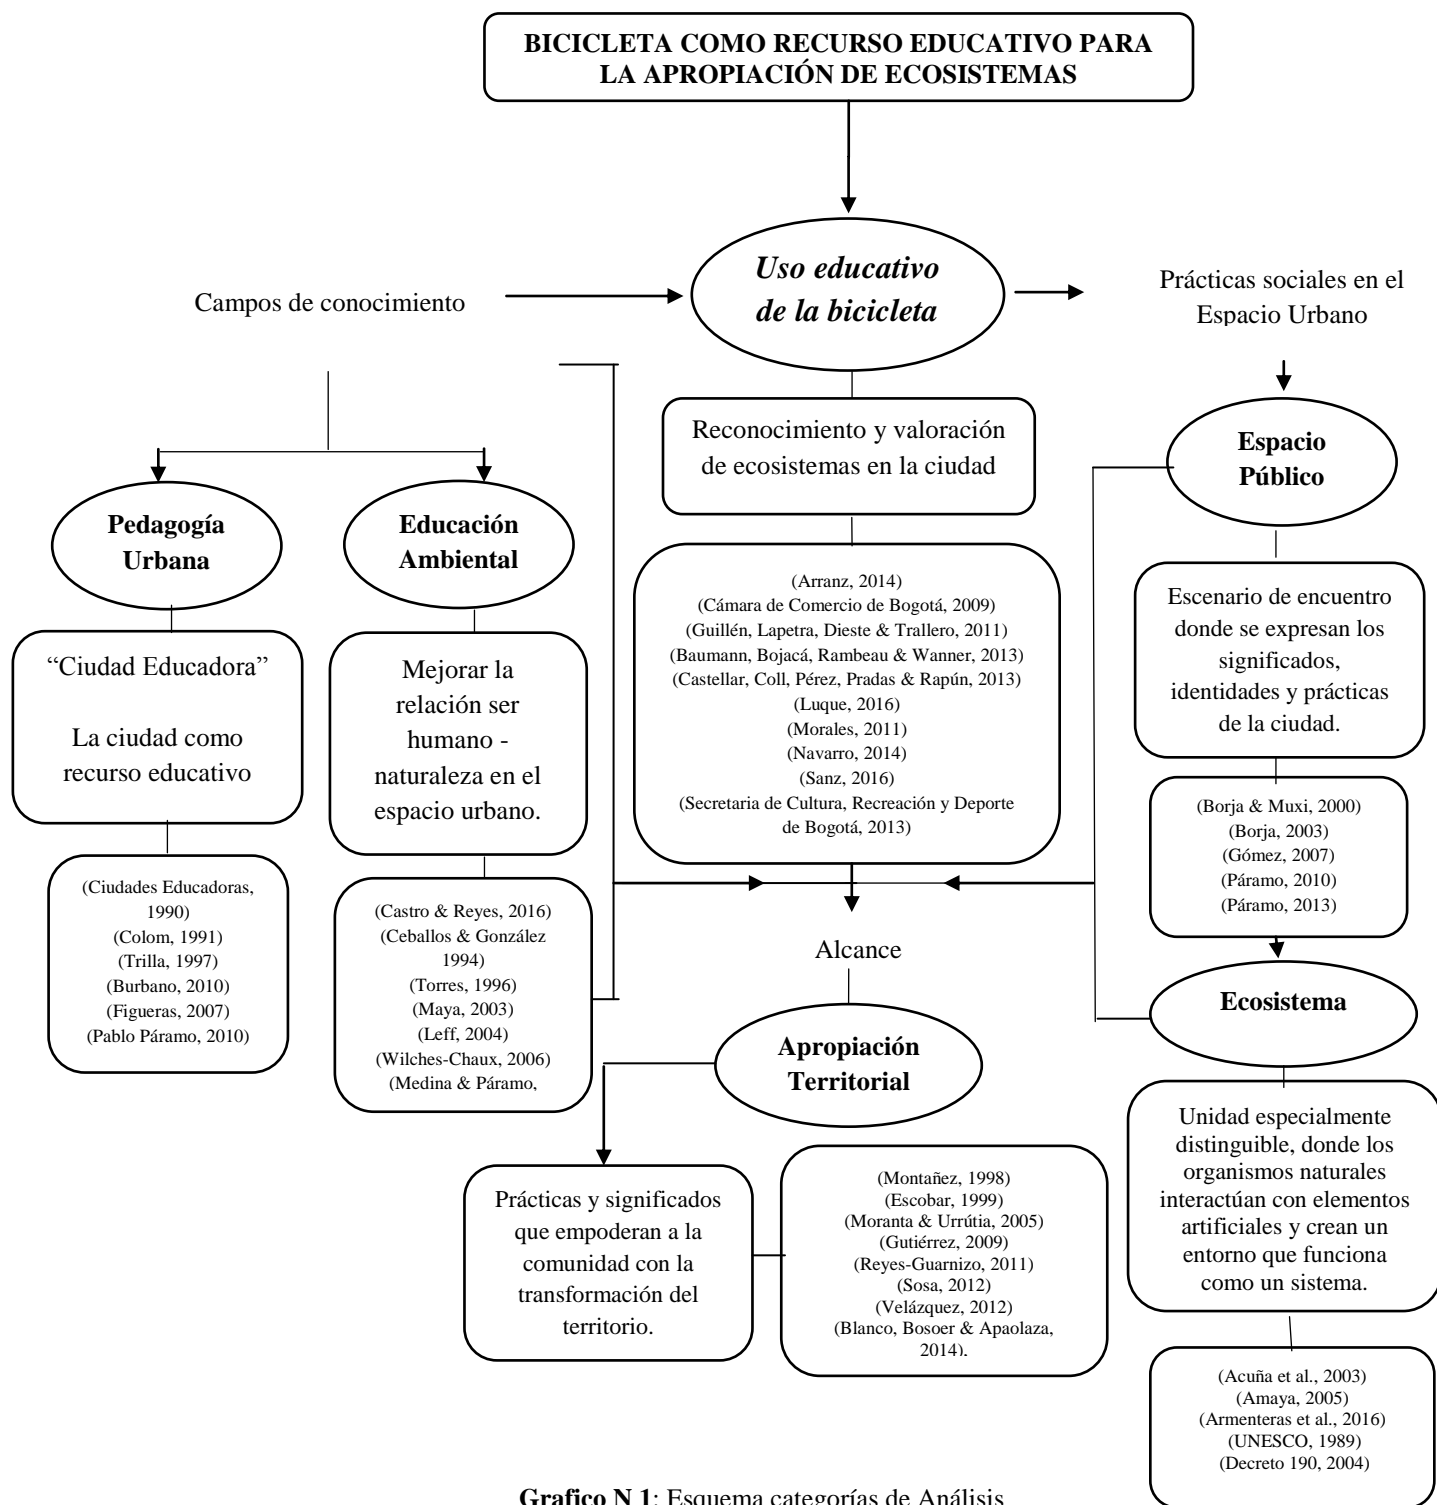 BICICLETA COMO RECURSO EDUCATIVO PARA
LA APROPIACIÓN DE ECOSISTEMAS
Uso educativo
de la bicicleta
Campos de conocimiento
Prácticas sociales en el
Espacio Urbano
Reconocimiento y valoración
de ecosistemas en la ciudad
Espacio
Público
Pedagogía
Urbana
Educación
Ambiental
(Arranz, 2014)
(Cámara de Comercio de Bogotá, 2009)
(Guillén, Lapetra, Dieste & Trallero, 2011)
(Baumann, Bojacá, Rambeau & Wanner, 2013)
(Castellar, Coll, Pérez, Pradas & Rapún, 2013)
(Luque, 2016)
(Morales, 2011)
(Navarro, 2014)
(Sanz, 2016)
(Secretaria de Cultura, Recreación y Deporte
de Bogotá, 2013)
Escenario de encuentro
donde se expresan los
significados,
identidades y prácticas
de la ciudad.
“Ciudad Educadora”
La ciudad como
recurso educativo
Mejorar la
relación ser
humano -
naturaleza en el
espacio urbano.
(Borja & Muxi, 2000)
(Borja, 2003)
(Gómez, 2007)
(Páramo, 2010)
(Páramo, 2013)
(Ciudades Educadoras,
1990)
(Colom, 1991)
(Trilla, 1997)
(Burbano, 2010)
(Figueras, 2007)
(Pablo Páramo, 2010)
(Castro & Reyes, 2016)
(Ceballos & González
1994)
(Torres, 1996)
(Maya, 2003)
(Leff, 2004)
(Wilches-Chaux, 2006)
(Medina & Páramo,
Alcance
Ecosistema
Apropiación
Territorial
Unidad especialmente
distinguible, donde los
organismos naturales
interactúan con elementos
artificiales y crean un
entorno que funciona
como un sistema.
Prácticas y significados
que empoderan a la
comunidad con la
transformación del
territorio.
(Montañez, 1998)
(Escobar, 1999)
(Moranta & Urrútia, 2005)
(Gutiérrez, 2009)
(Reyes-Guarnizo, 2011)
(Sosa, 2012)
(Velázquez, 2012)
(Blanco, Bosoer & Apaolaza,
2014).
(Acuña et al., 2003)
(Amaya, 2005)
(Armenteras et al., 2016)
(UNESCO, 1989)
(Decreto 190, 2004)
Grafico N 1: Esquema categorías de Análisis